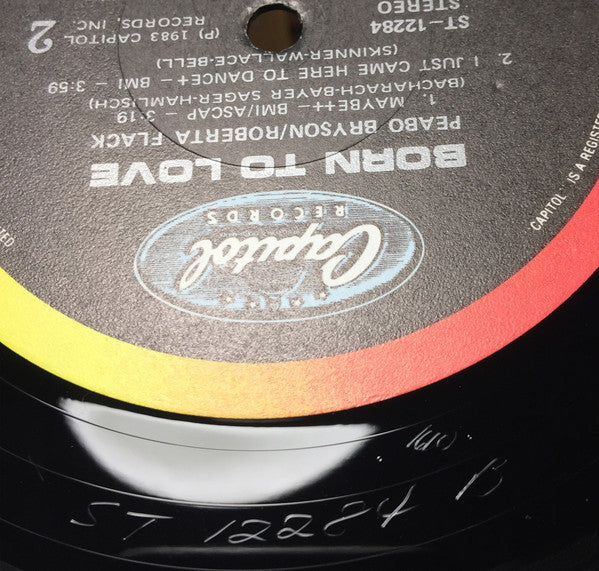 Capitol
RECORDS
BORN TO LOVE
PEABO BRYSON/ROBERTA FLACK
1. MAYBE++ – BMI/ASCAP – 3:19
(BACHARACH-BAYER SAGER-HAMLISCH)
2. I JUST CAME HERE TO DANCE+ – BMI – 3:59
(SKINNER-WALLACE-BELL)
ST-12284
STEREO
(P) 1983 CAPITOL
RECORDS, INC.
2
CAPITOL IS A REGISTE
TED
ST 12284 B